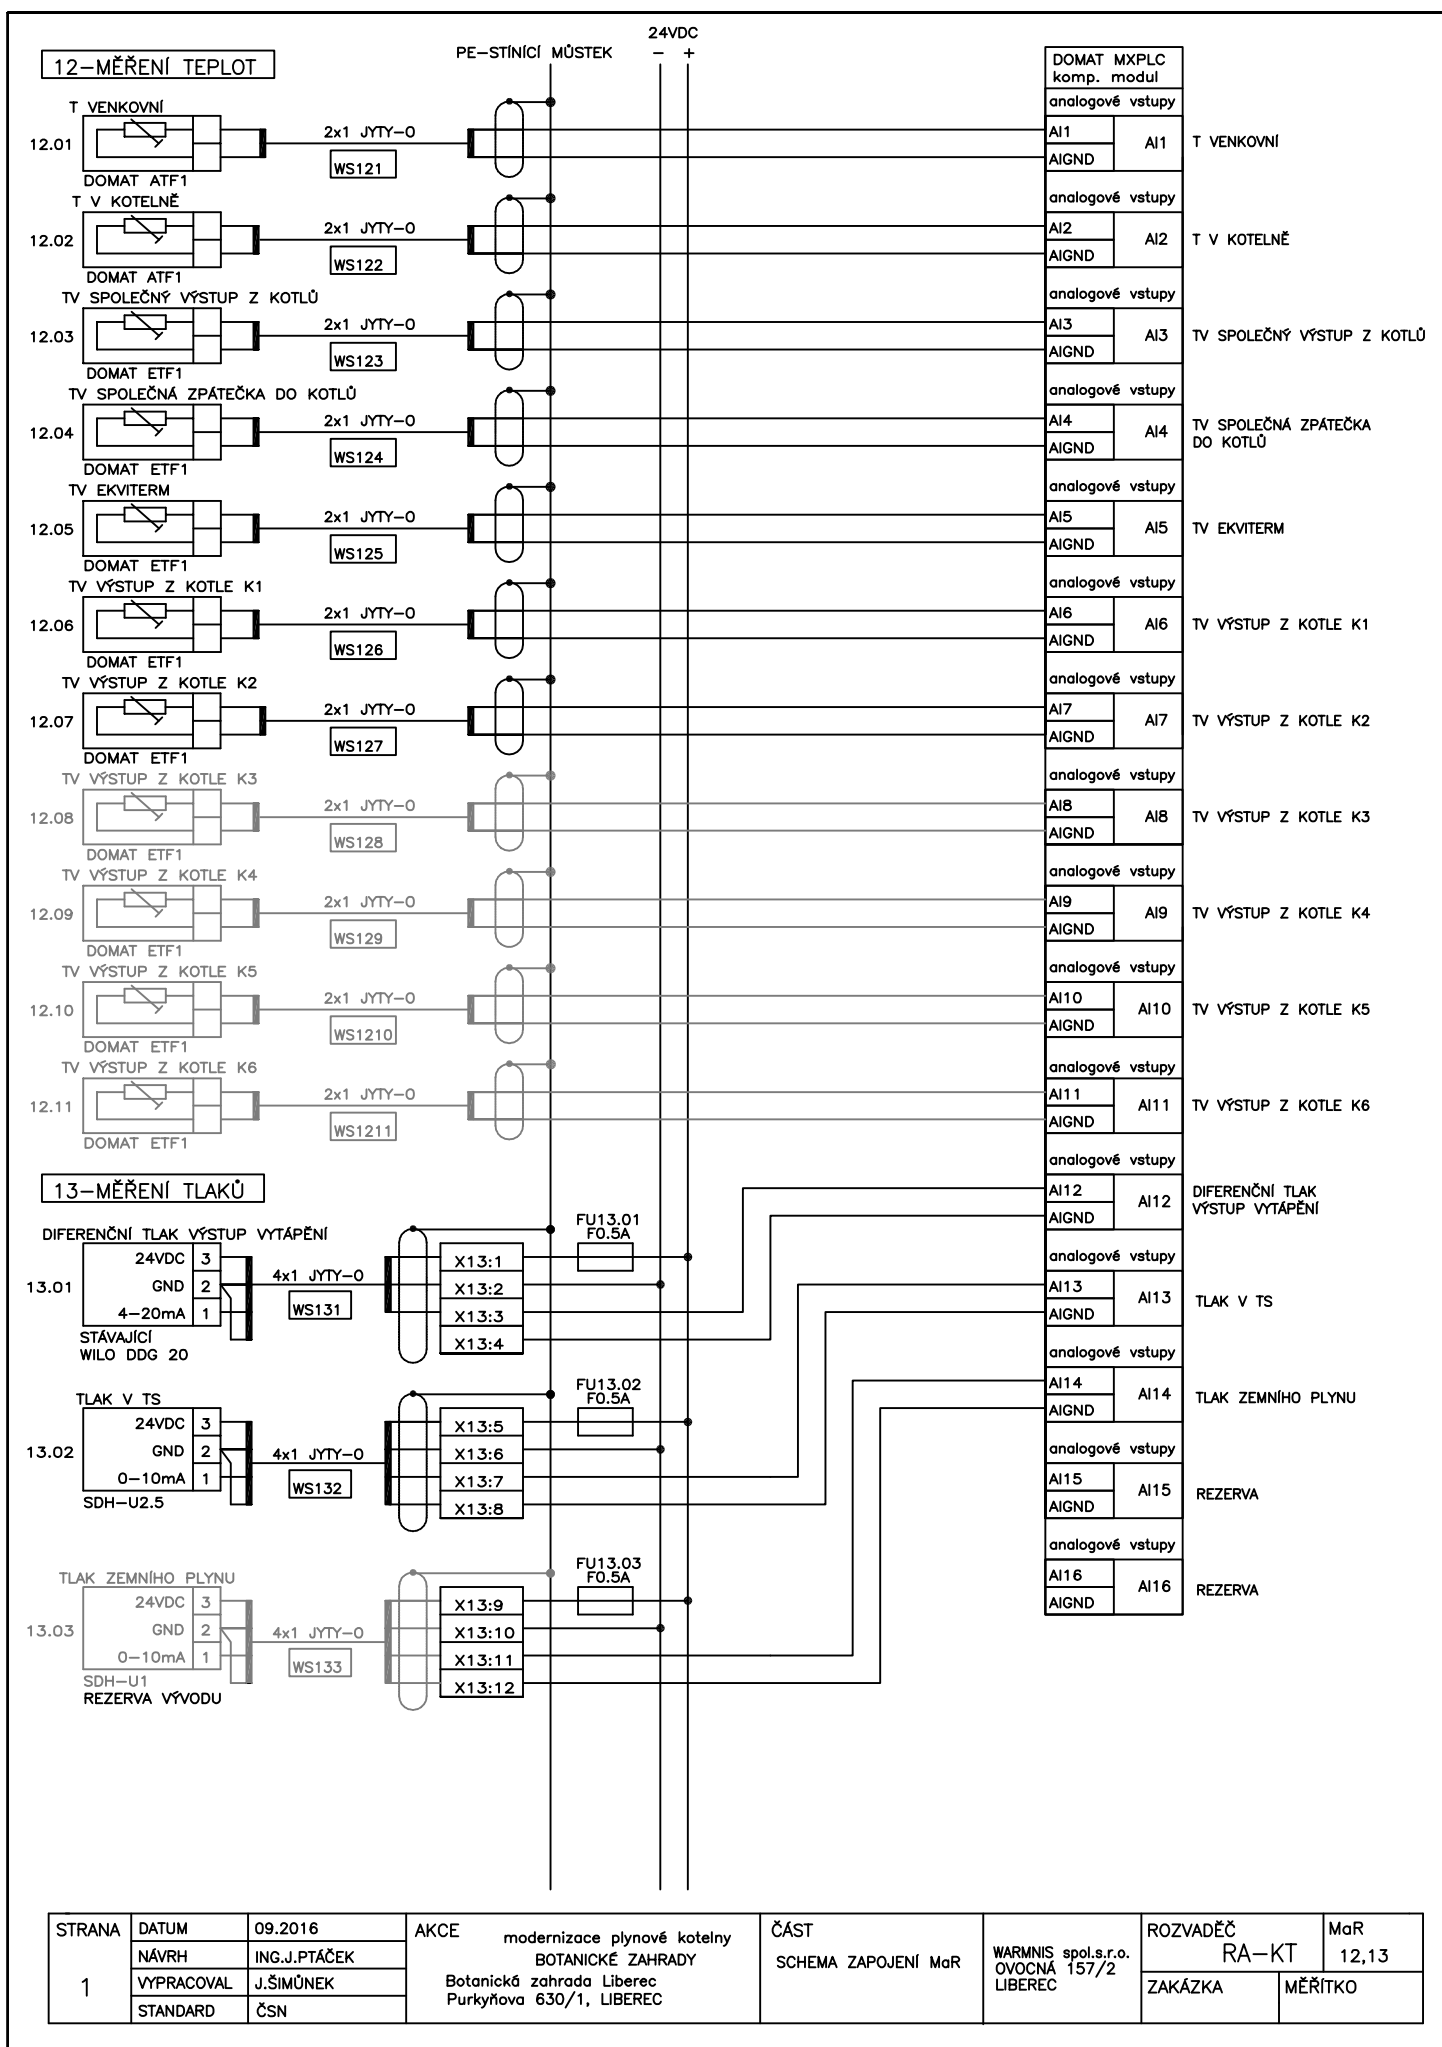 24VDC
PE-STÍNÍCÍ MŮSTEK
- +
12-MĚŘENÍ TEPLOT
DOMAT MXPLC
komp. modul
T VENKOVNÍ
12.01
DOMAT ATF1
2x1 JYTY-O
WS121
analogové vstupy
AI1
AIGND
AI1
T VENKOVNÍ
T V KOTELNĚ
12.02
DOMAT ATF1
2x1 JYTY-O
WS122
analogové vstupy
AI2
AIGND
AI2
T V KOTELNĚ
TV SPOLEČNÝ VÝSTUP Z KOTLŮ
12.03
DOMAT ETF1
2x1 JYTY-O
WS123
analogové vstupy
AI3
AIGND
AI3
TV SPOLEČNÝ VÝSTUP Z KOTLŮ
TV SPOLEČNÁ ZPÁTEČKA DO KOTLŮ
12.04
DOMAT ETF1
2x1 JYTY-O
WS124
analogové vstupy
AI4
AIGND
AI4
TV SPOLEČNÁ ZPÁTEČKA
DO KOTLŮ
TV EKVITERM
12.05
DOMAT ETF1
2x1 JYTY-O
WS125
analogové vstupy
AI5
AIGND
AI5
TV EKVITERM
TV VÝSTUP Z KOTLE K1
12.06
DOMAT ETF1
2x1 JYTY-O
WS126
analogové vstupy
AI6
AIGND
AI6
TV VÝSTUP Z KOTLE K1
TV VÝSTUP Z KOTLE K2
12.07
DOMAT ETF1
2x1 JYTY-O
WS127
analogové vstupy
AI7
AIGND
AI7
TV VÝSTUP Z KOTLE K2
TV VÝSTUP Z KOTLE K3
12.08
DOMAT ETF1
2x1 JYTY-O
WS128
analogové vstupy
AI8
AIGND
AI8
TV VÝSTUP Z KOTLE K3
TV VÝSTUP Z KOTLE K4
12.09
DOMAT ETF1
2x1 JYTY-O
WS129
analogové vstupy
AI9
AIGND
AI9
TV VÝSTUP Z KOTLE K4
TV VÝSTUP Z KOTLE K5
12.10
DOMAT ETF1
2x1 JYTY-O
WS1210
analogové vstupy
AI10
AIGND
AI10
TV VÝSTUP Z KOTLE K5
TV VÝSTUP Z KOTLE K6
12.11
DOMAT ETF1
2x1 JYTY-O
WS1211
analogové vstupy
AI11
AIGND
AI11
TV VÝSTUP Z KOTLE K6
analogové vstupy
AI12
AIGND
AI12
DIFERENČNÍ TLAK
VÝSTUP VYTÁPĚNÍ
analogové vstupy
AI13
AIGND
AI13
TLAK V TS
analogové vstupy
AI14
AIGND
AI14
TLAK ZEMNÍHO PLYNU
analogové vstupy
AI15
AIGND
AI15
REZERVA
analogové vstupy
AI16
AIGND
AI16
REZERVA
13-MĚŘENÍ TLAKŮ
DIFERENČNÍ TLAK VÝSTUP VYTÁPĚNÍ
13.01
24VDC 3
GND 2
4-20mA 1
STÁVAJÍCÍ
WILO DDG 20
4x1 JYTY-O
WS131
X13:1
X13:2
X13:3
X13:4
FU13.01
F0.5A
TLAK V TS
13.02
24VDC 3
GND 2
0-10mA 1
SDH-U2.5
4x1 JYTY-O
WS132
X13:5
X13:6
X13:7
X13:8
FU13.02
F0.5A
TLAK ZEMNÍHO PLYNU
13.03
24VDC 3
GND 2
0-10mA 1
SDH-U1
REZERVA VÝVODU
4x1 JYTY-O
WS133
X13:9
X13:10
X13:11
X13:12
FU13.03
F0.5A
STRANA
1
DATUM 09.2016
NÁVRH ING.J.PTÁČEK
VYPRACOVAL J.ŠIMŮNEK
STANDARD ČSN
AKCE
modernizace plynové kotelny
BOTANICKÉ ZAHRADY
Botanická zahrada Liberec
Purkyňova 630/1, LIBEREC
ČÁST
SCHEMA ZAPOJENÍ MaR
WARMNIS spol.s.r.o.
OVOCNÁ 157/2
LIBEREC
ROZVADĚČ
RA-KT
MaR
12,13
ZAKÁZKA
MĚŘÍTKO